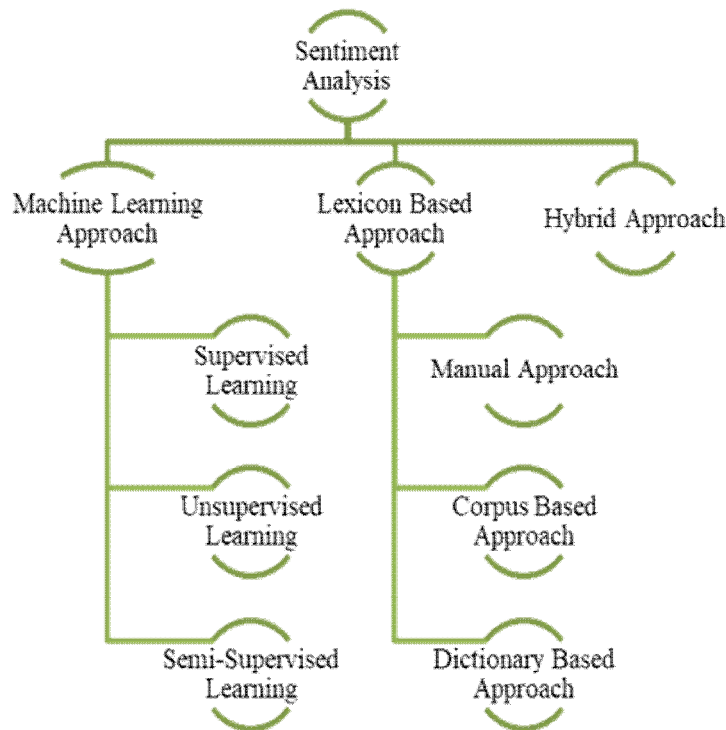 Sentiment
Analysis
Machine Learning
Approach
Lexicon Based
Approach
Hybrid Approach
Supervised
Learning
Manual Approach
Unsupervised
Learning
Corpus Based
Approach
Semi-Supervised
Learning
Dictionary Based
Approach